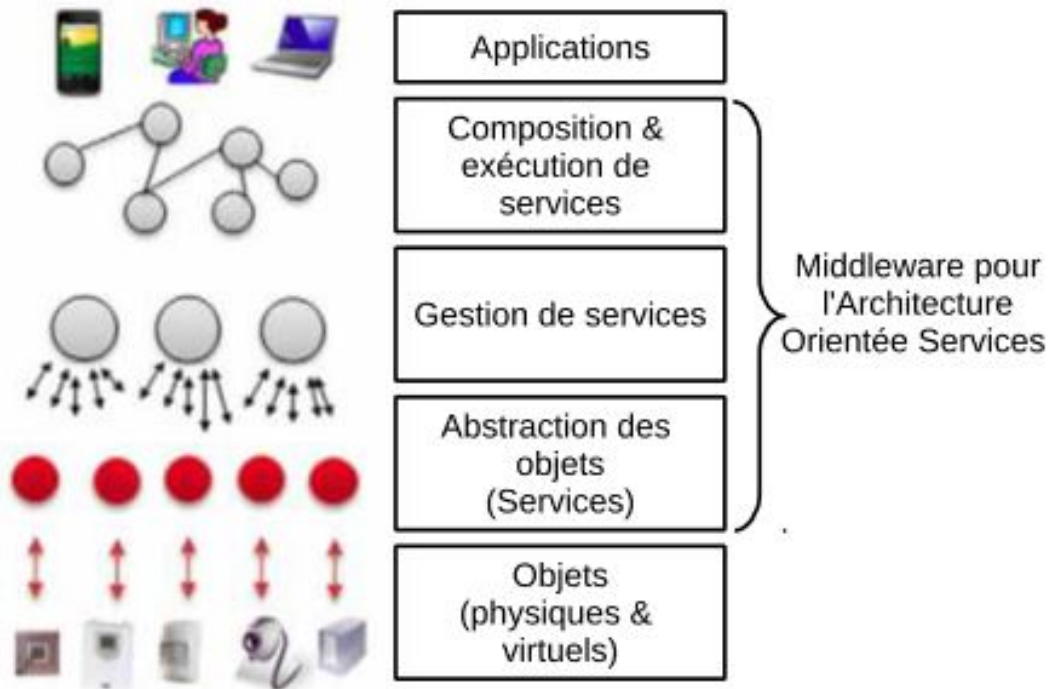 Applications
Composition &
exécution de
services
Gestion de services
Middleware pour
l'Architecture
Orientée Services
Abstraction des
objets
(Services)
Objets
(physiques &
virtuels)